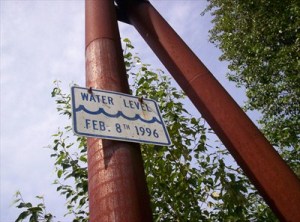 WATER LEVEL
FEB. 8TH 1996